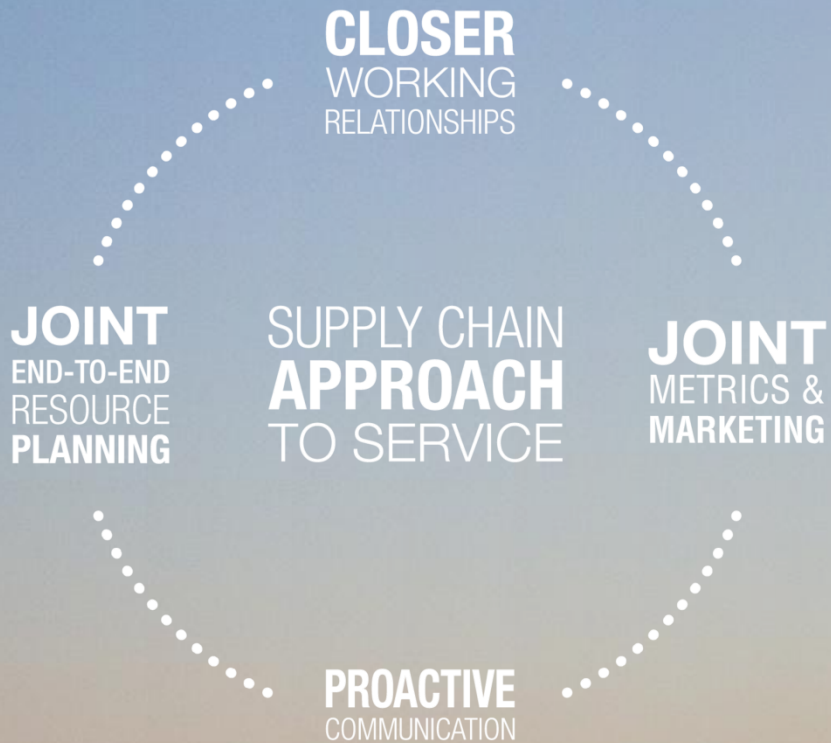 CLOSER
WORKING
RELATIONSHIPS
JOINT
END-TO-END
RESOURCE
PLANNING
SUPPLY CHAIN
APPROACH
TO SERVICE
JOINT
METRICS &
MARKETING
PROACTIVE
COMMUNICATION